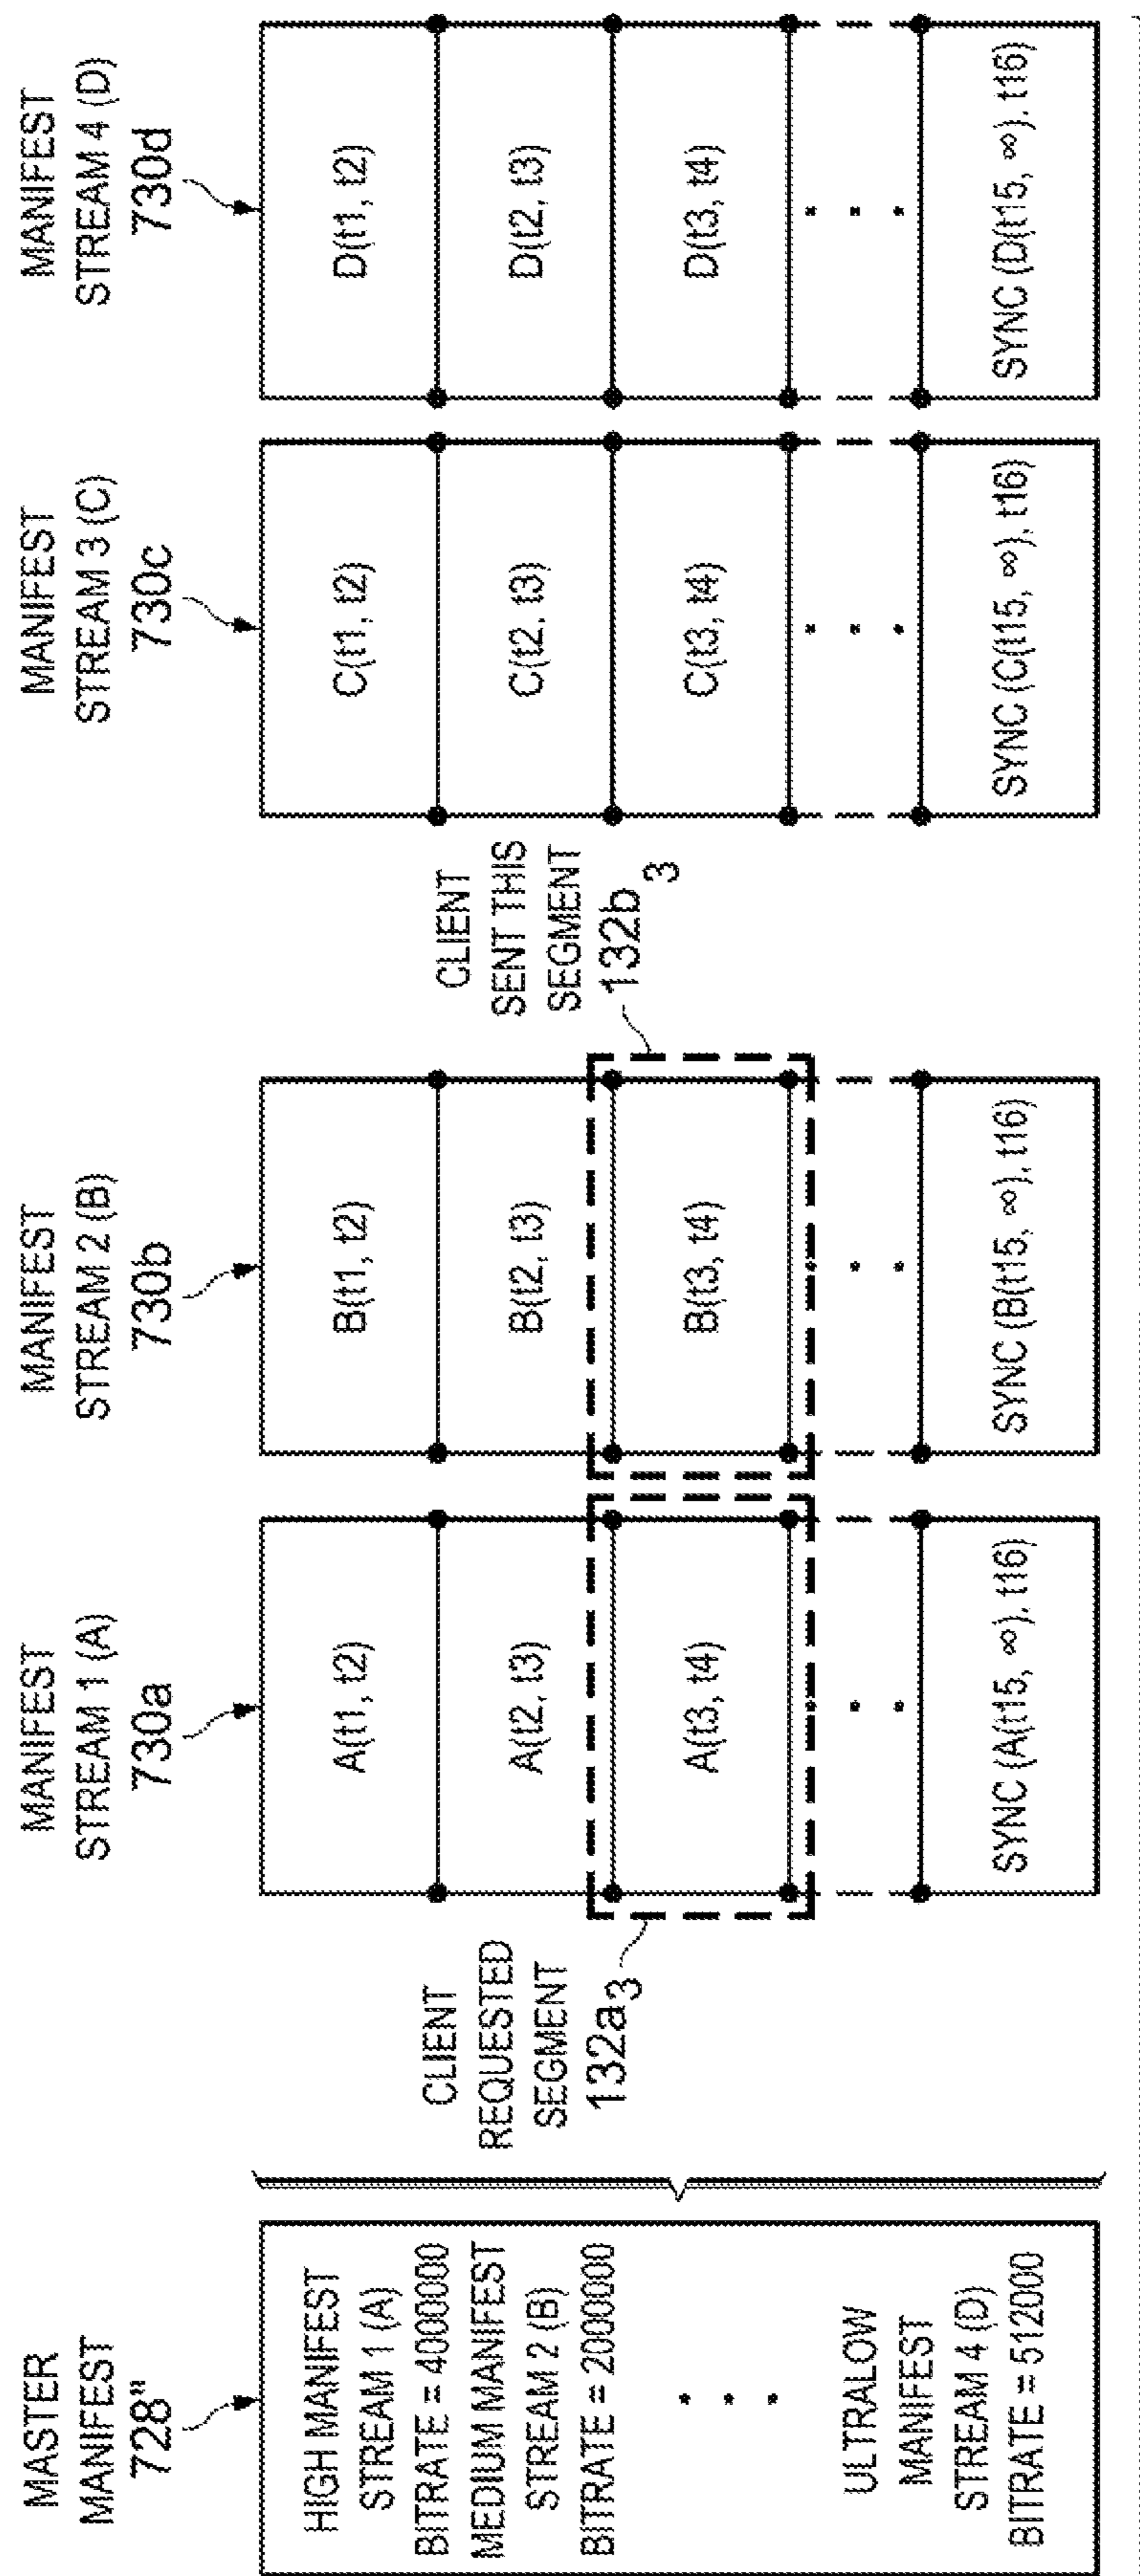 MASTER
MANIFEST
728"
HIGH MANIFEST
STREAM 1 (A)
BITRATE = 4000000
MEDIUM MANIFEST
STREAM 2 (B)
BITRATE = 2000000
ULTRALOW
MANIFEST
STREAM 4 (D)
BITRATE = 512000
CLIENT
REQUESTED
SEGMENT
132a3
MANIFEST
STREAM 1 (A)
730a
A(t1, t2)
A(t2, t3)
A(t3, t4)
SYNC (A(t15, ∞), t16)
MANIFEST
STREAM 2 (B)
730b
B(t1, t2)
B(t2, t3)
B(t3, t4)
SYNC (B(t15, ∞), t16)
CLIENT
SENT THIS
SEGMENT
132b3
MANIFEST
STREAM 3 (C)
730c
C(t1, t2)
C(t2, t3)
C(t3, t4)
SYNC (C(t15, ∞), t16)
MANIFEST
STREAM 4 (D)
730d
D(t1, t2)
D(t2, t3)
D(t3, t4)
SYNC (D(t15, ∞), t16)